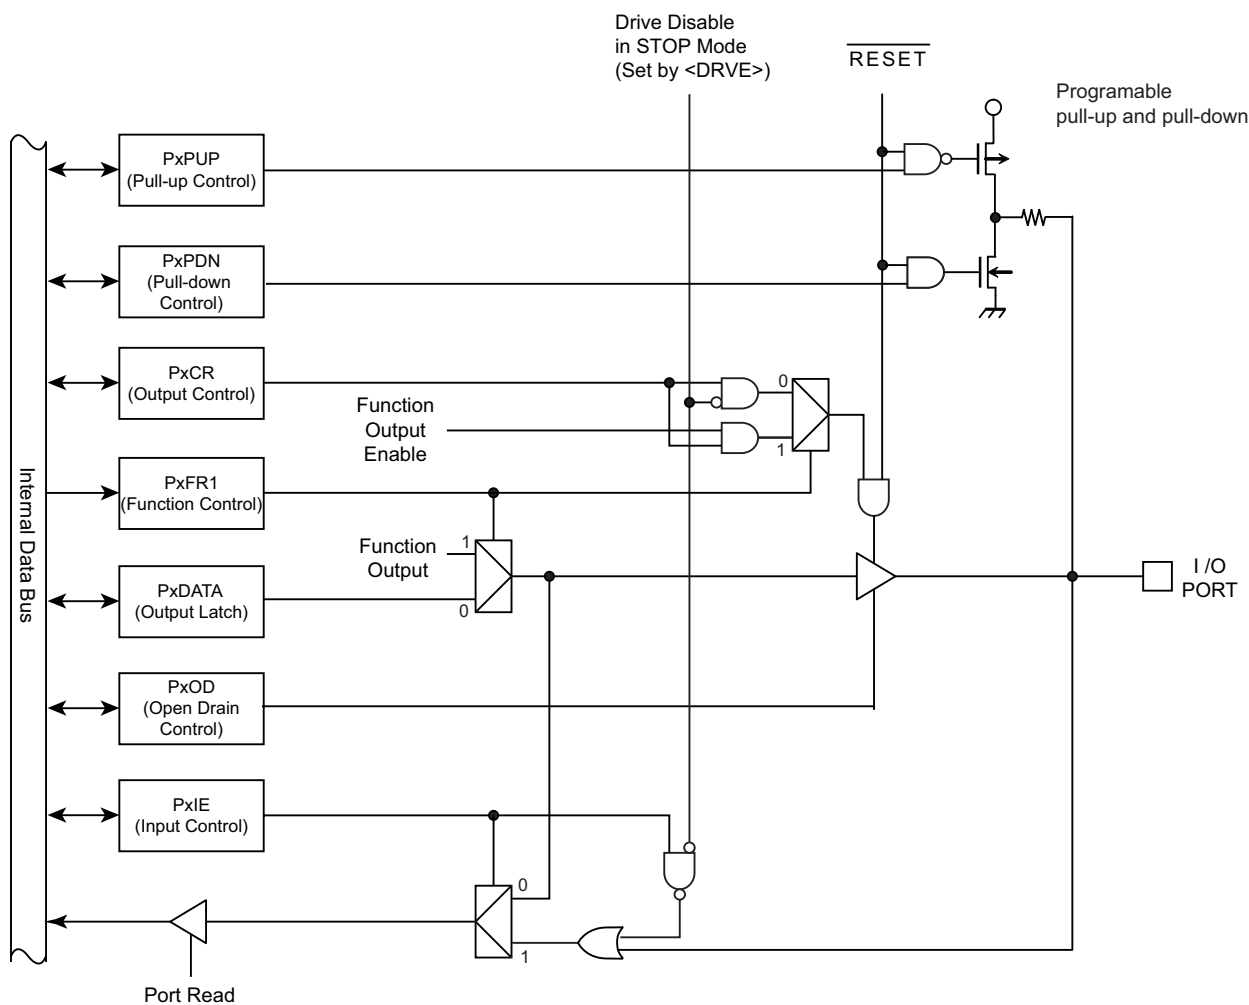 Drive Disable
in STOP Mode
(Set by <DRVE>)
RESET
Programable
pull-up and pull-down
PxPUP
(Pull-up Control)
PxPDN
(Pull-down
Control)
PxCR
(Output Control)
Function
Output
Enable
0
1
PxFR1
(Function Control)
Function
Output
1
0
PxDATA
(Output Latch)
I /O
PORT
PxOD
(Open Drain
Control)
PxIE
(Input Control)
0
1
Port Read
Internal Data Bus